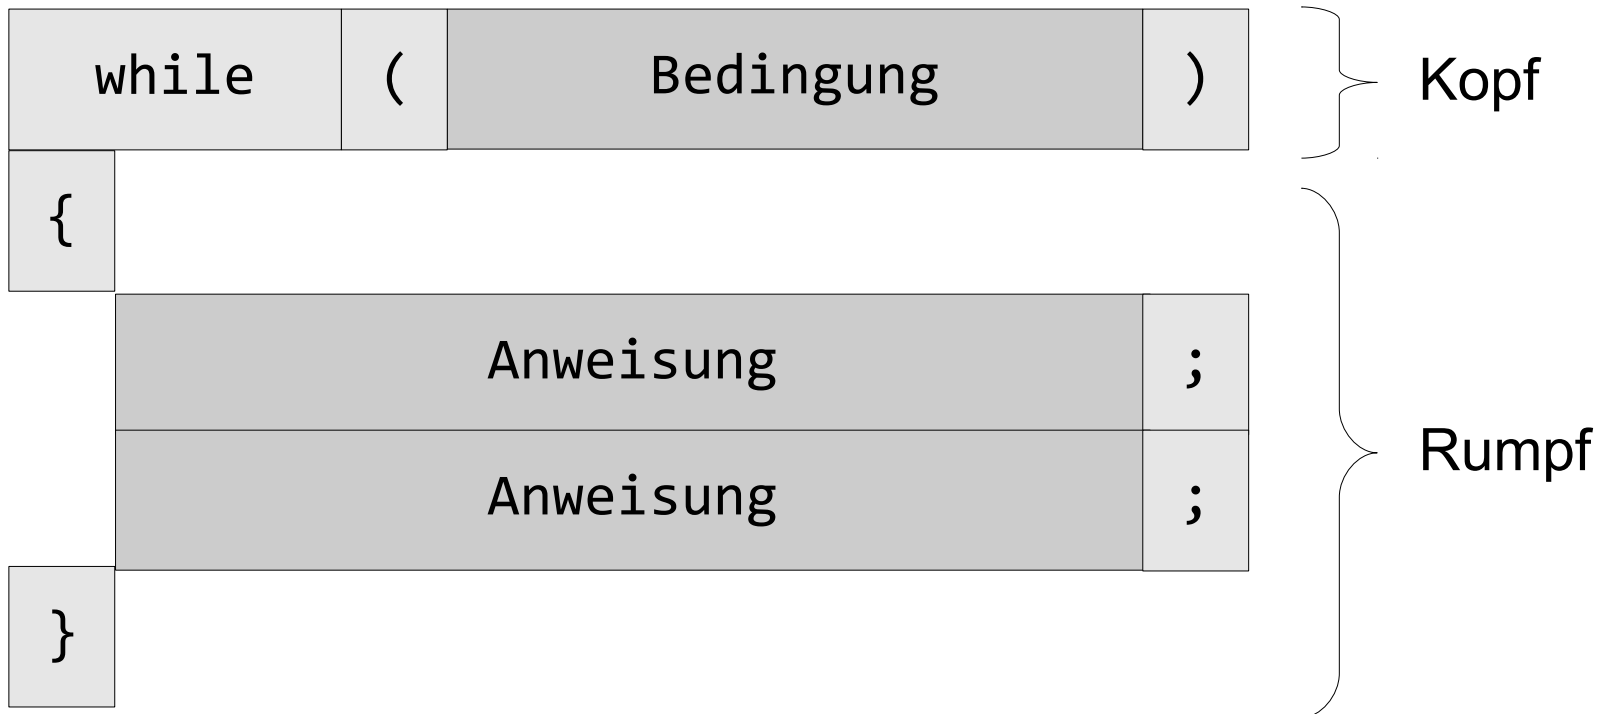 while ( Bedingung ) Kopf
{
Anweisung ;
Rumpf
Anweisung ;
}